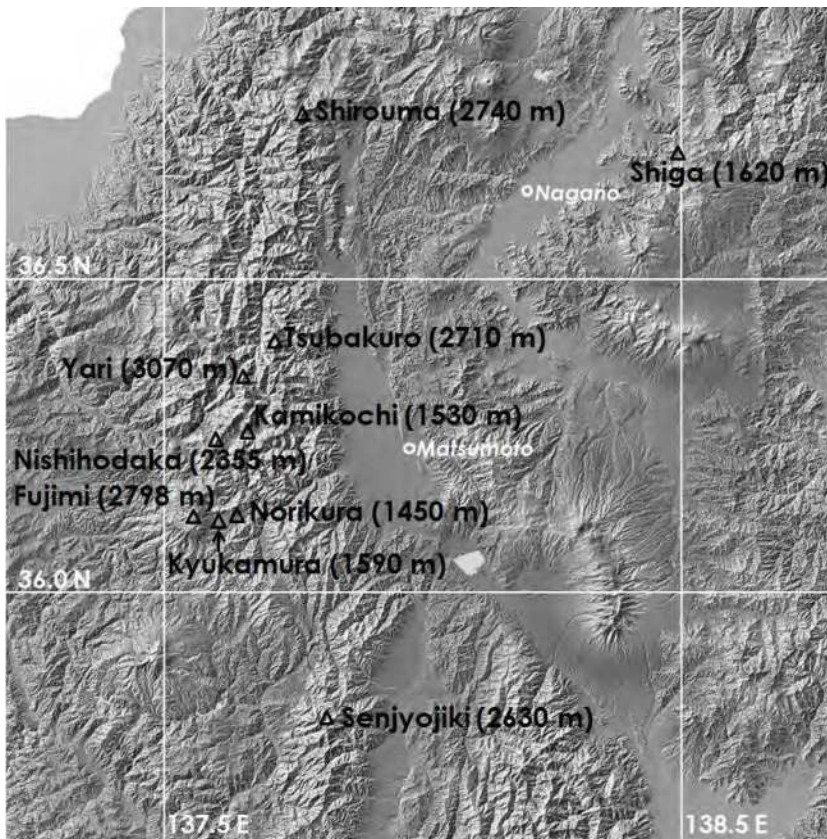 Shirouma (2740 m)
Shiga (1620 m)
Nagano
36.5 N
Tsubakuro (2710 m)
Yari (3070 m)
Kamikochi (1530 m)
Matsumoto
Nishihodaka (2355 m)
Fujimi (2798 m)
Norikura (1450 m)
Kyukamura (1590 m)
36.0 N
Senjyojiki (2630 m)
137.5 E
138.5 E